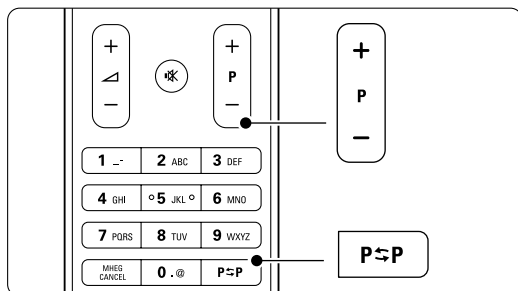 + + +
P P
− − −
1 _- 2 ABC 3 DEF
4 GHI 5 JKL 6 MNO
7 PQRS 8 TUV 9 WXYZ
MHEG
CANCEL 0 .@ P⇆P P⇆P